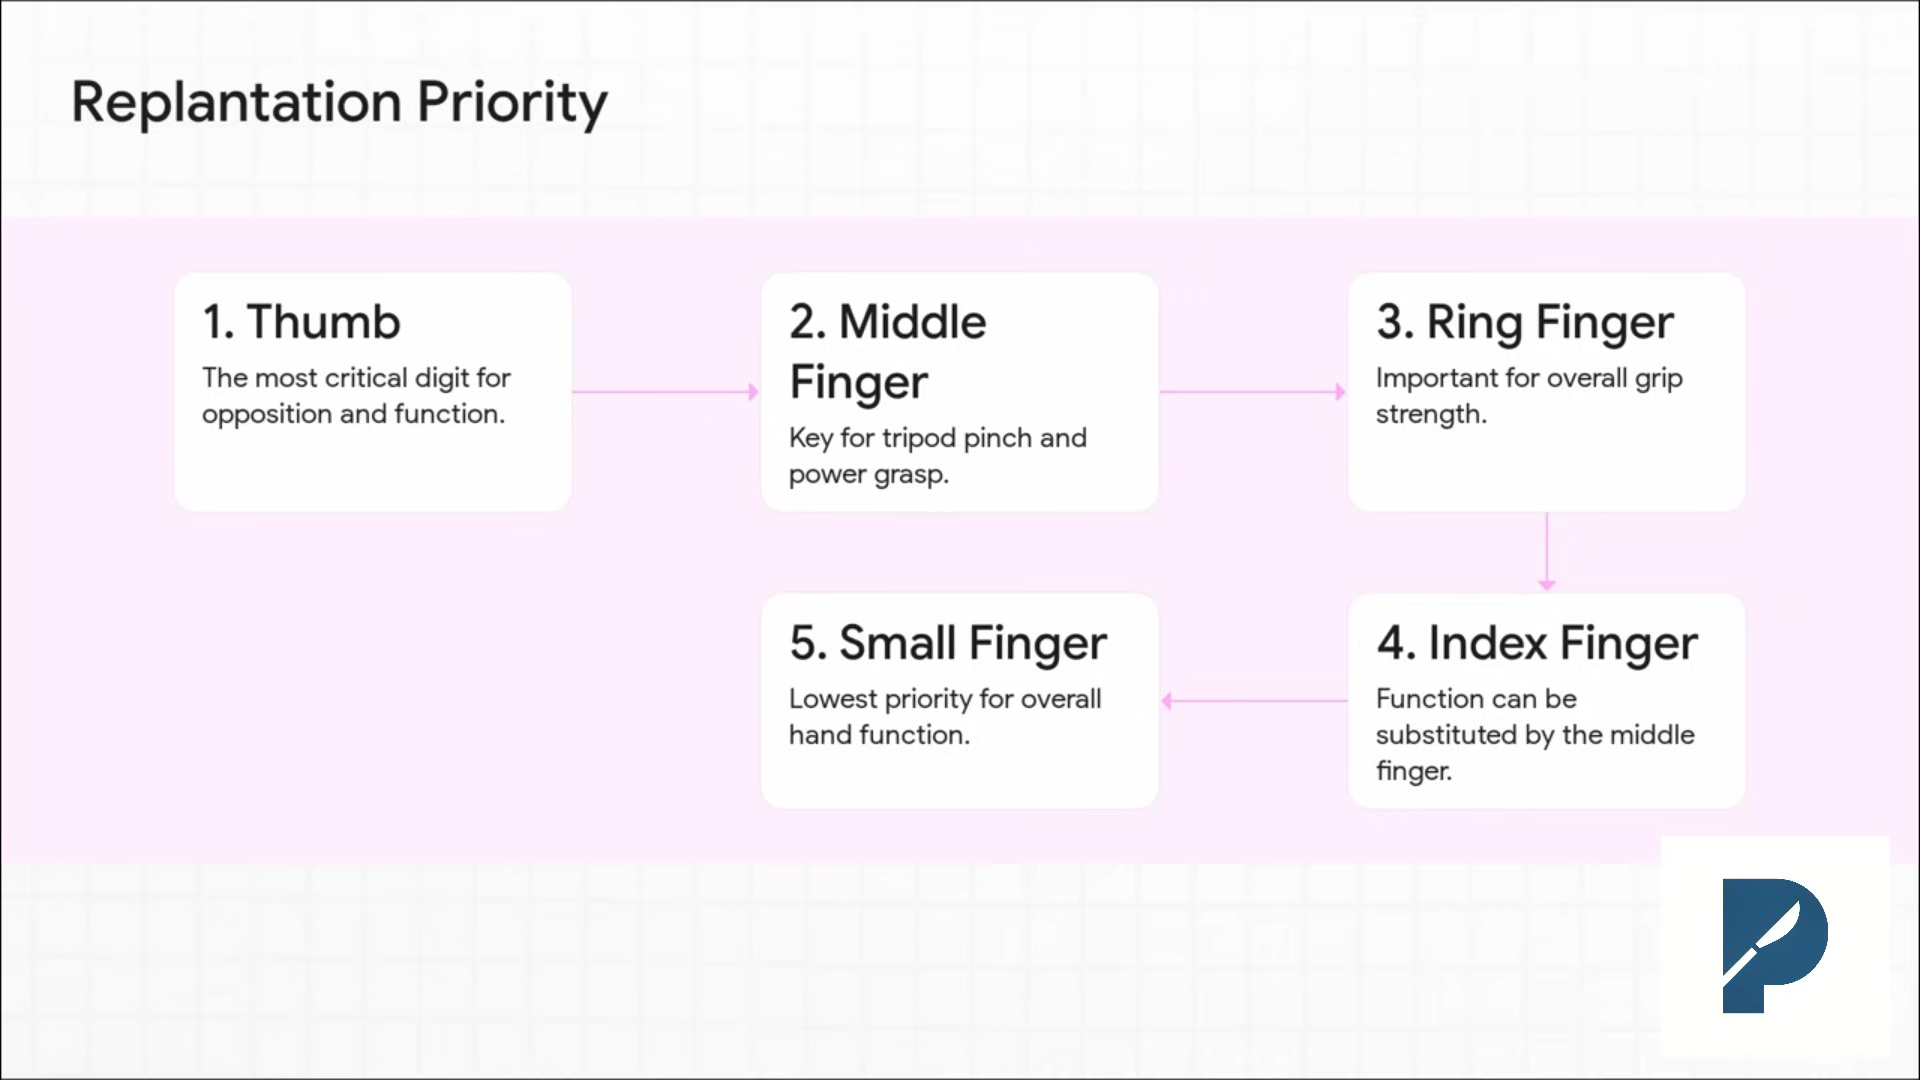 Replantation Priority
1. Thumb
The most critical digit for
opposition and function.
2. Middle
Finger
Key for tripod pinch and
power grasp.
3. Ring Finger
Important for overall grip
strength.
4. Index Finger
Function can be
substituted by the middle
finger.
5. Small Finger
Lowest priority for overall
hand function.
P